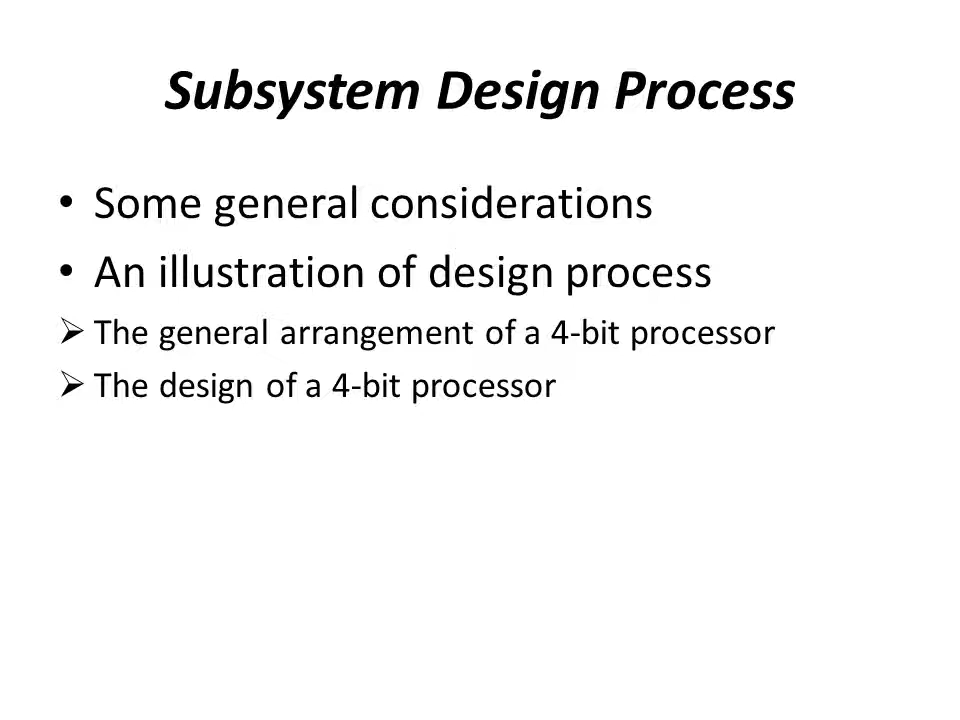 Subsystem Design Process
• Some general considerations
• An illustration of design process
➢ The general arrangement of a 4-bit processor
➢ The design of a 4-bit processor